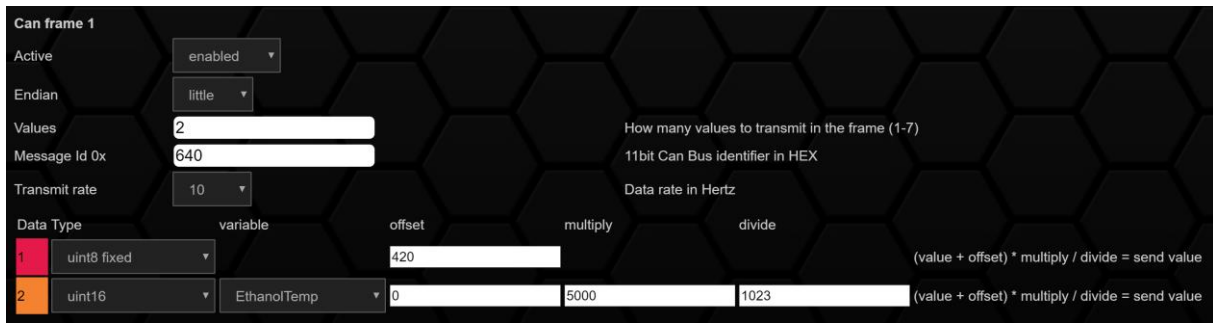 Can frame 1
Active enabled
Endian little
Values 2 How many values to transmit in the frame (1-7)
Message Id 0x 640 11bit Can Bus identifier in HEX
Transmit rate 10 Data rate in Hertz
Data Type variable offset multiply divide
1 uint8 fixed 420 (value + offset) * multiply / divide = send value
2 uint16 EthanolTemp 0 5000 1023 (value + offset) * multiply / divide = send value